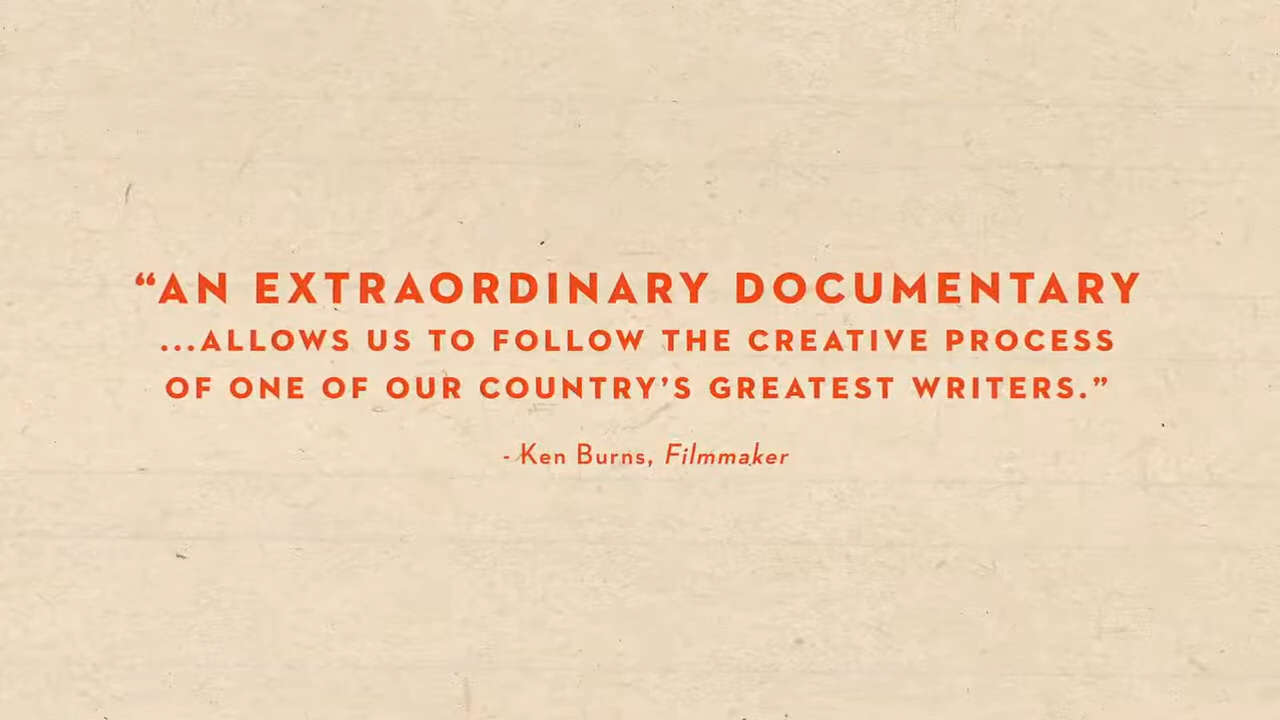 “AN EXTRAORDINARY DOCUMENTARY
...ALLOWS US TO FOLLOW THE CREATIVE PROCESS
OF ONE OF OUR COUNTRY’S GREATEST WRITERS.”
- Ken Burns, Filmmaker